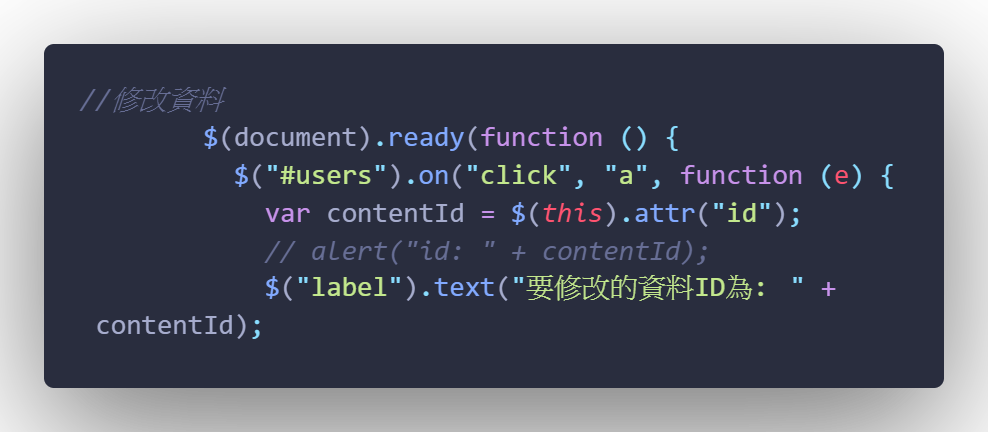 //修改資料
$(document).ready(function () {
$("#users").on("click", "a", function (e) {
var contentId = $(this).attr("id");
// alert("id: " + contentId);
$("label").text("要修改的資料ID為: " +
contentId);